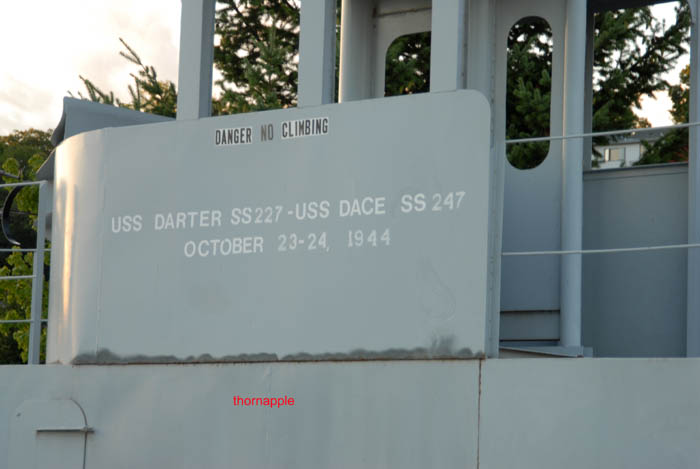 DANGER NO CLIMBING
USS DARTER SS227-USS DACE SS 247
OCTOBER 23-24, 1944
thornapple